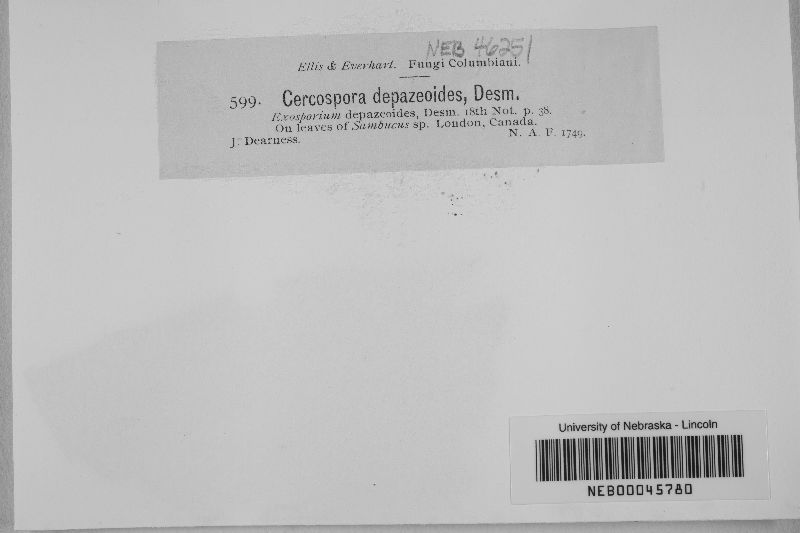 NEB 46251
Ellis & Everhart. Fungi Columbiani.
599. Cercospora depazeoides, Desm.
Exosporium depazeoides, Desm. 18th Not. p. 38.
On leaves of Sambucus sp. London, Canada.
N. A. F. 1749.
J. Dearness.
University of Nebraska - Lincoln
NEB00045780